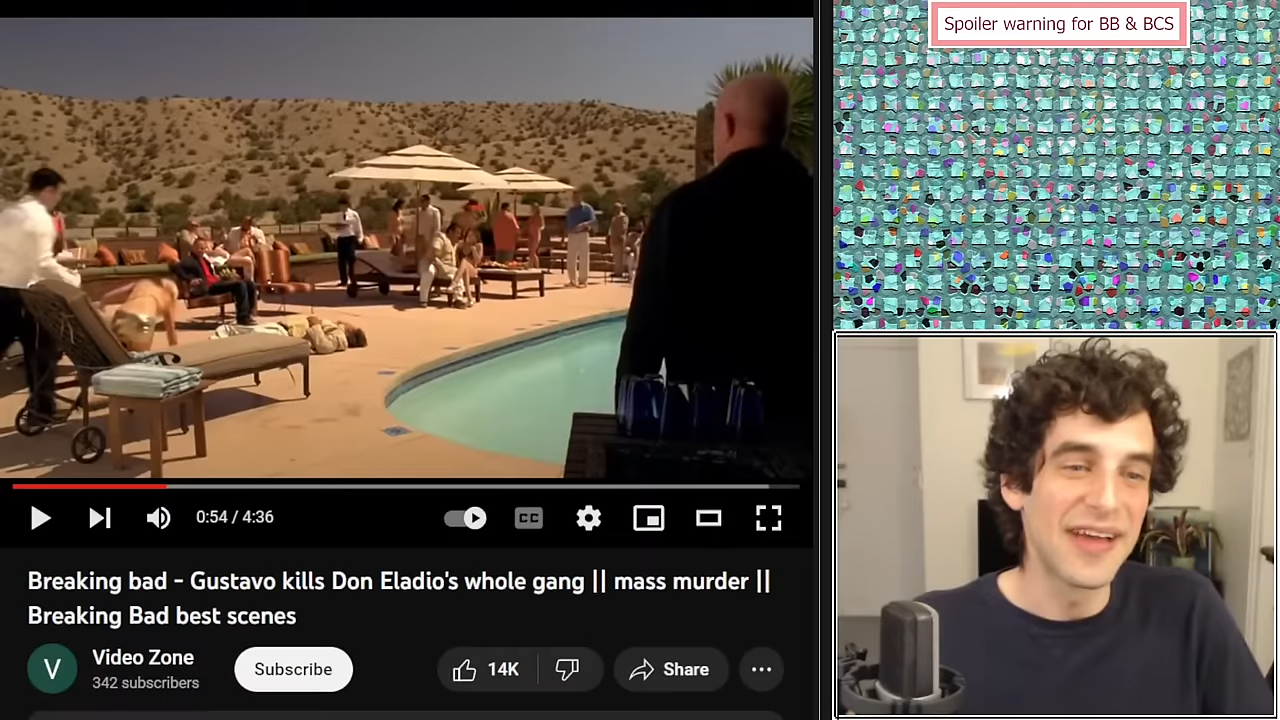 Spoiler warning for BB & BCS
0:54 / 4:36
CC
Breaking bad - Gustavo kills Don Eladio's whole gang || mass murder ||
Breaking Bad best scenes
V
Video Zone
342 subscribers
Subscribe
14K
Share